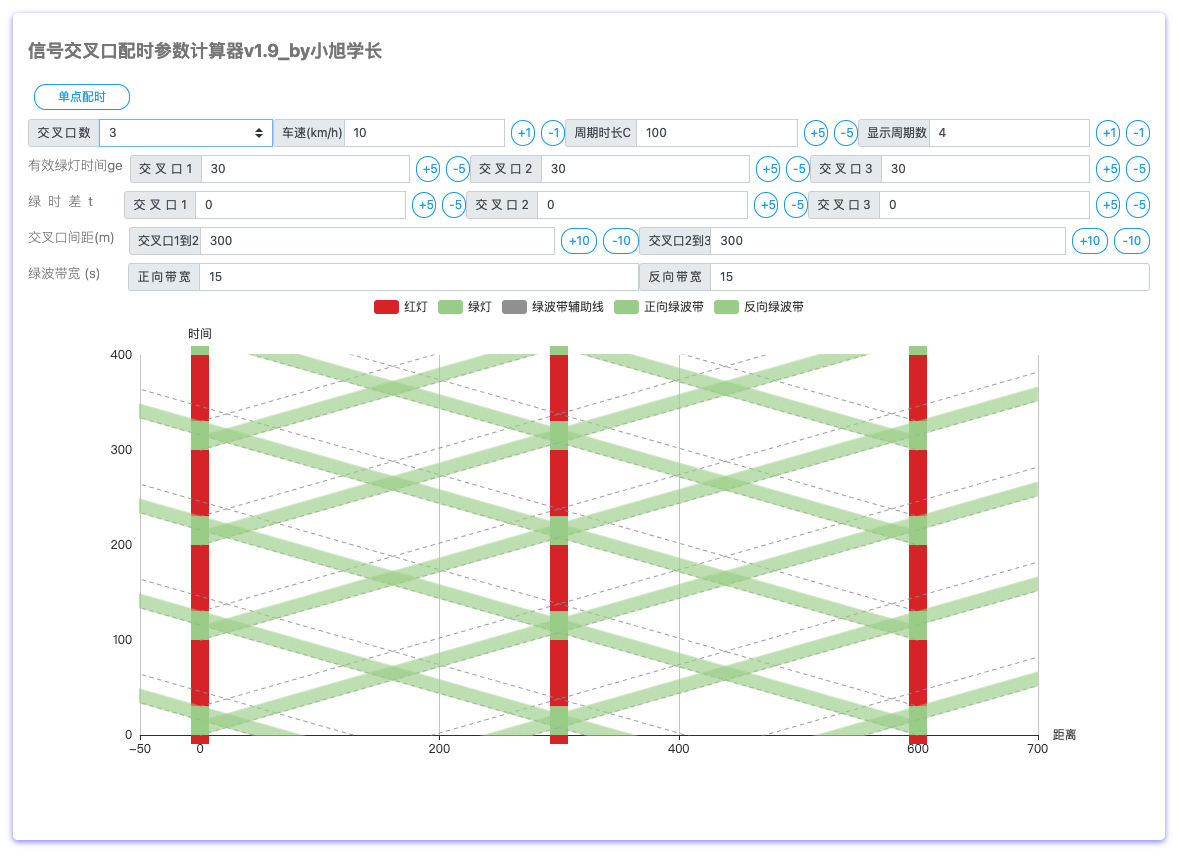 信号交叉口配时参数计算器v1.9_by小旭学长
单点配时
交叉口数 3 车速(km/h) 10 +1 -1 周期时长C 100 +5 -5 显示周期数 4 +1 -1
有效绿灯时间ge 交叉口1 30 +5 -5 交叉口2 30 +5 -5 交叉口3 30 +5 -5
绿时差t 交叉口1 0 +5 -5 交叉口2 0 +5 -5 交叉口3 0 +5 -5
交叉口间距(m) 交叉口1到2 300 +10 -10 交叉口2到3 300 +10 -10
绿波带宽 (s) 正向带宽 15 反向带宽 15
红灯 绿灯 绿波带辅助线 正向绿波带 反向绿波带
时间
400
300
200
100
0
-50 0 200 400 600 700
距离